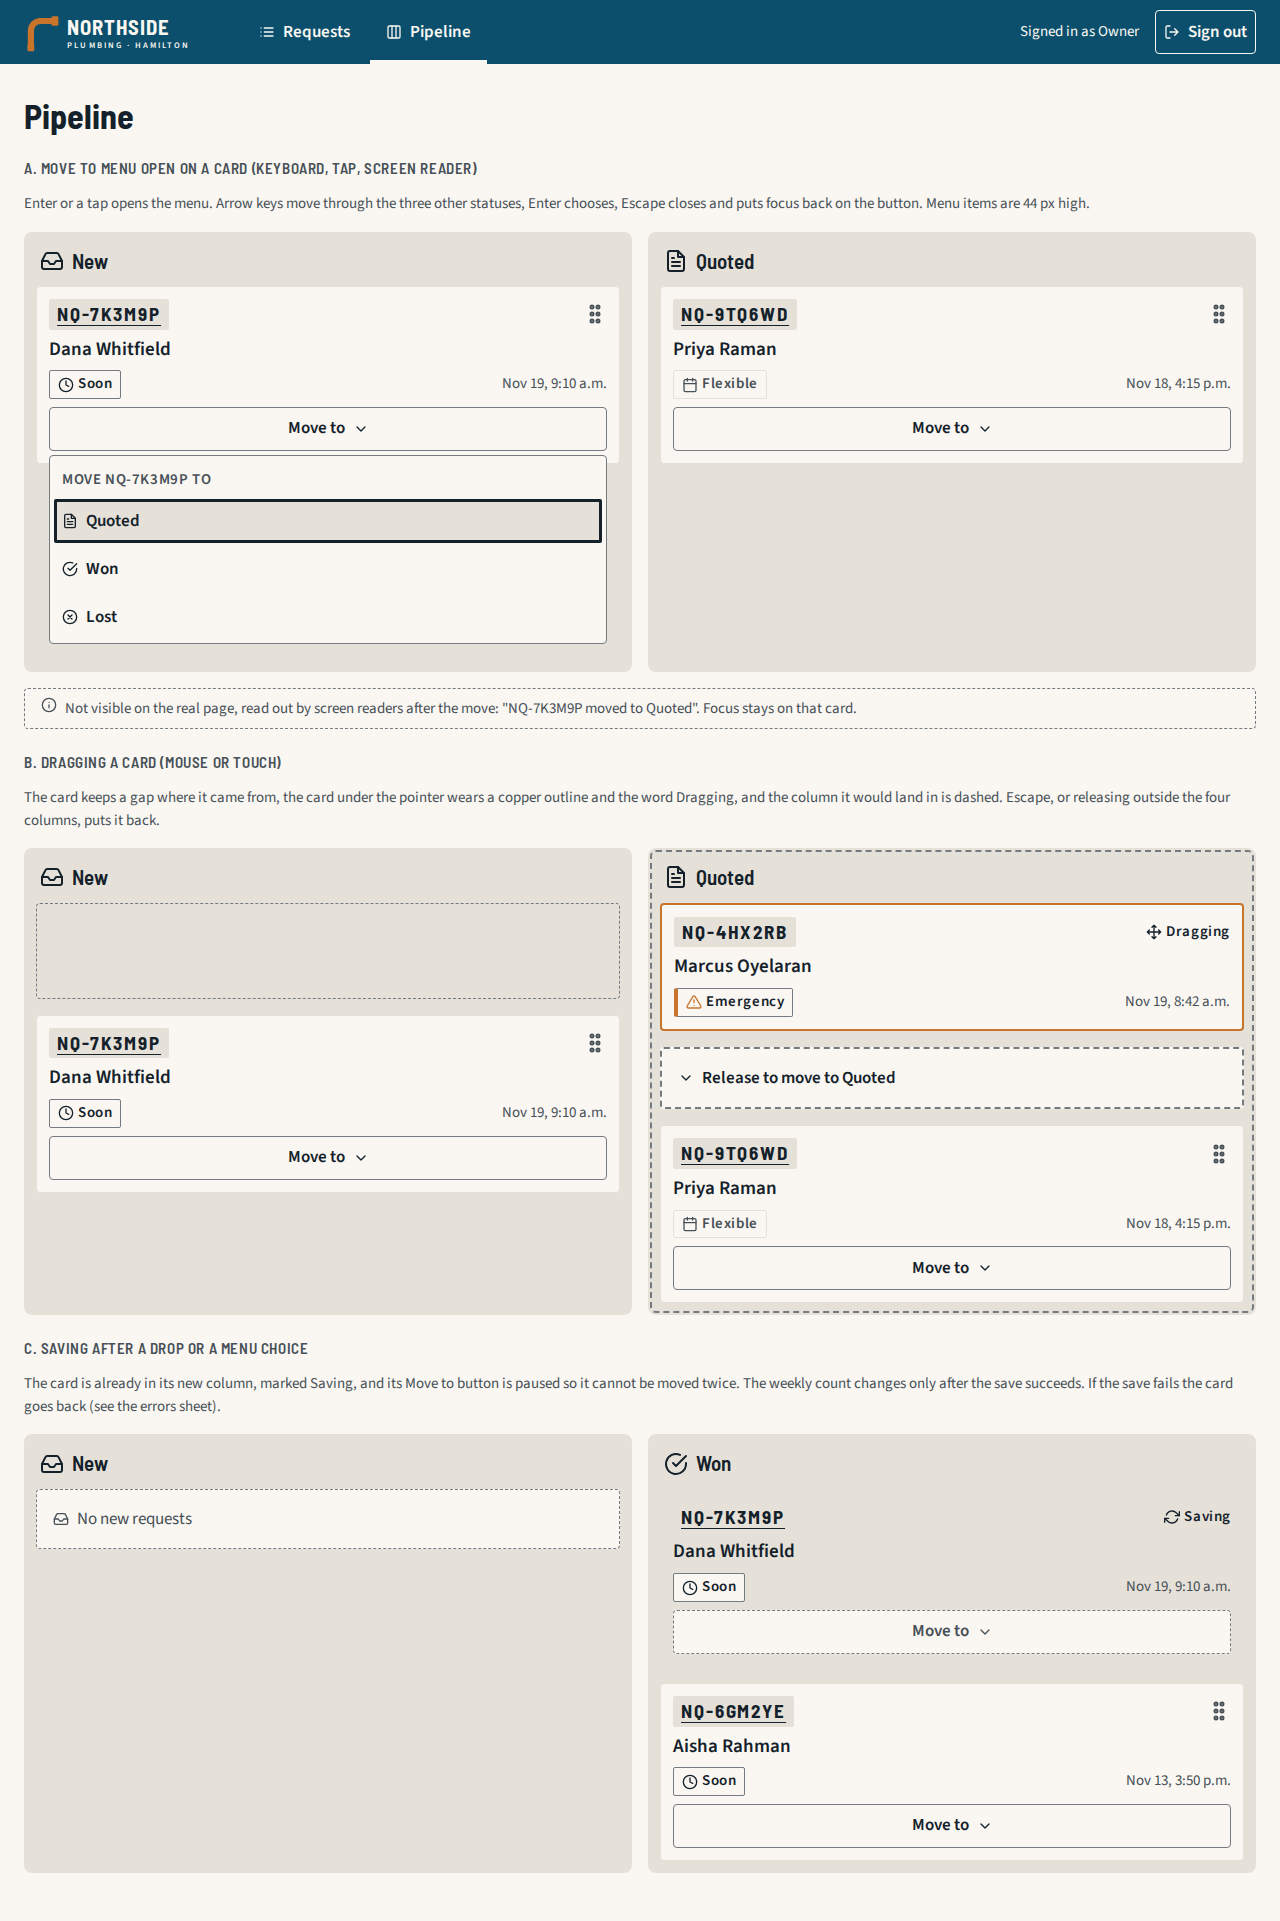 NORTHSIDE
PLUMBING · HAMILTON
Requests
Pipeline
Signed in as Owner
Sign out
Pipeline
A. MOVE TO MENU OPEN ON A CARD (KEYBOARD, TAP, SCREEN READER)
Enter or a tap opens the menu. Arrow keys move through the three other statuses, Enter chooses, Escape closes and puts focus back on the button. Menu items are 44 px high.
New
NQ-7K3M9P
Dana Whitfield
Soon
Nov 19, 9:10 a.m.
Move to
MOVE NQ-7K3M9P TO
Quoted
Won
Lost
Quoted
NQ-9TQ6WD
Priya Raman
Flexible
Nov 18, 4:15 p.m.
Move to
Not visible on the real page, read out by screen readers after the move: "NQ-7K3M9P moved to Quoted". Focus stays on that card.
B. DRAGGING A CARD (MOUSE OR TOUCH)
The card keeps a gap where it came from, the card under the pointer wears a copper outline and the word Dragging, and the column it would land in is dashed. Escape, or releasing outside the four
columns, puts it back.
New
NQ-7K3M9P
Dana Whitfield
Soon
Nov 19, 9:10 a.m.
Move to
Quoted
NQ-4HX2RB
Dragging
Marcus Oyelaran
Emergency
Nov 19, 8:42 a.m.
Release to move to Quoted
NQ-9TQ6WD
Priya Raman
Flexible
Nov 18, 4:15 p.m.
Move to
C. SAVING AFTER A DROP OR A MENU CHOICE
The card is already in its new column, marked Saving, and its Move to button is paused so it cannot be moved twice. The weekly count changes only after the save succeeds. If the save fails the card
goes back (see the errors sheet).
New
No new requests
Won
NQ-7K3M9P
Saving
Dana Whitfield
Soon
Nov 19, 9:10 a.m.
Move to
NQ-6GM2YE
Aisha Rahman
Soon
Nov 13, 3:50 p.m.
Move to